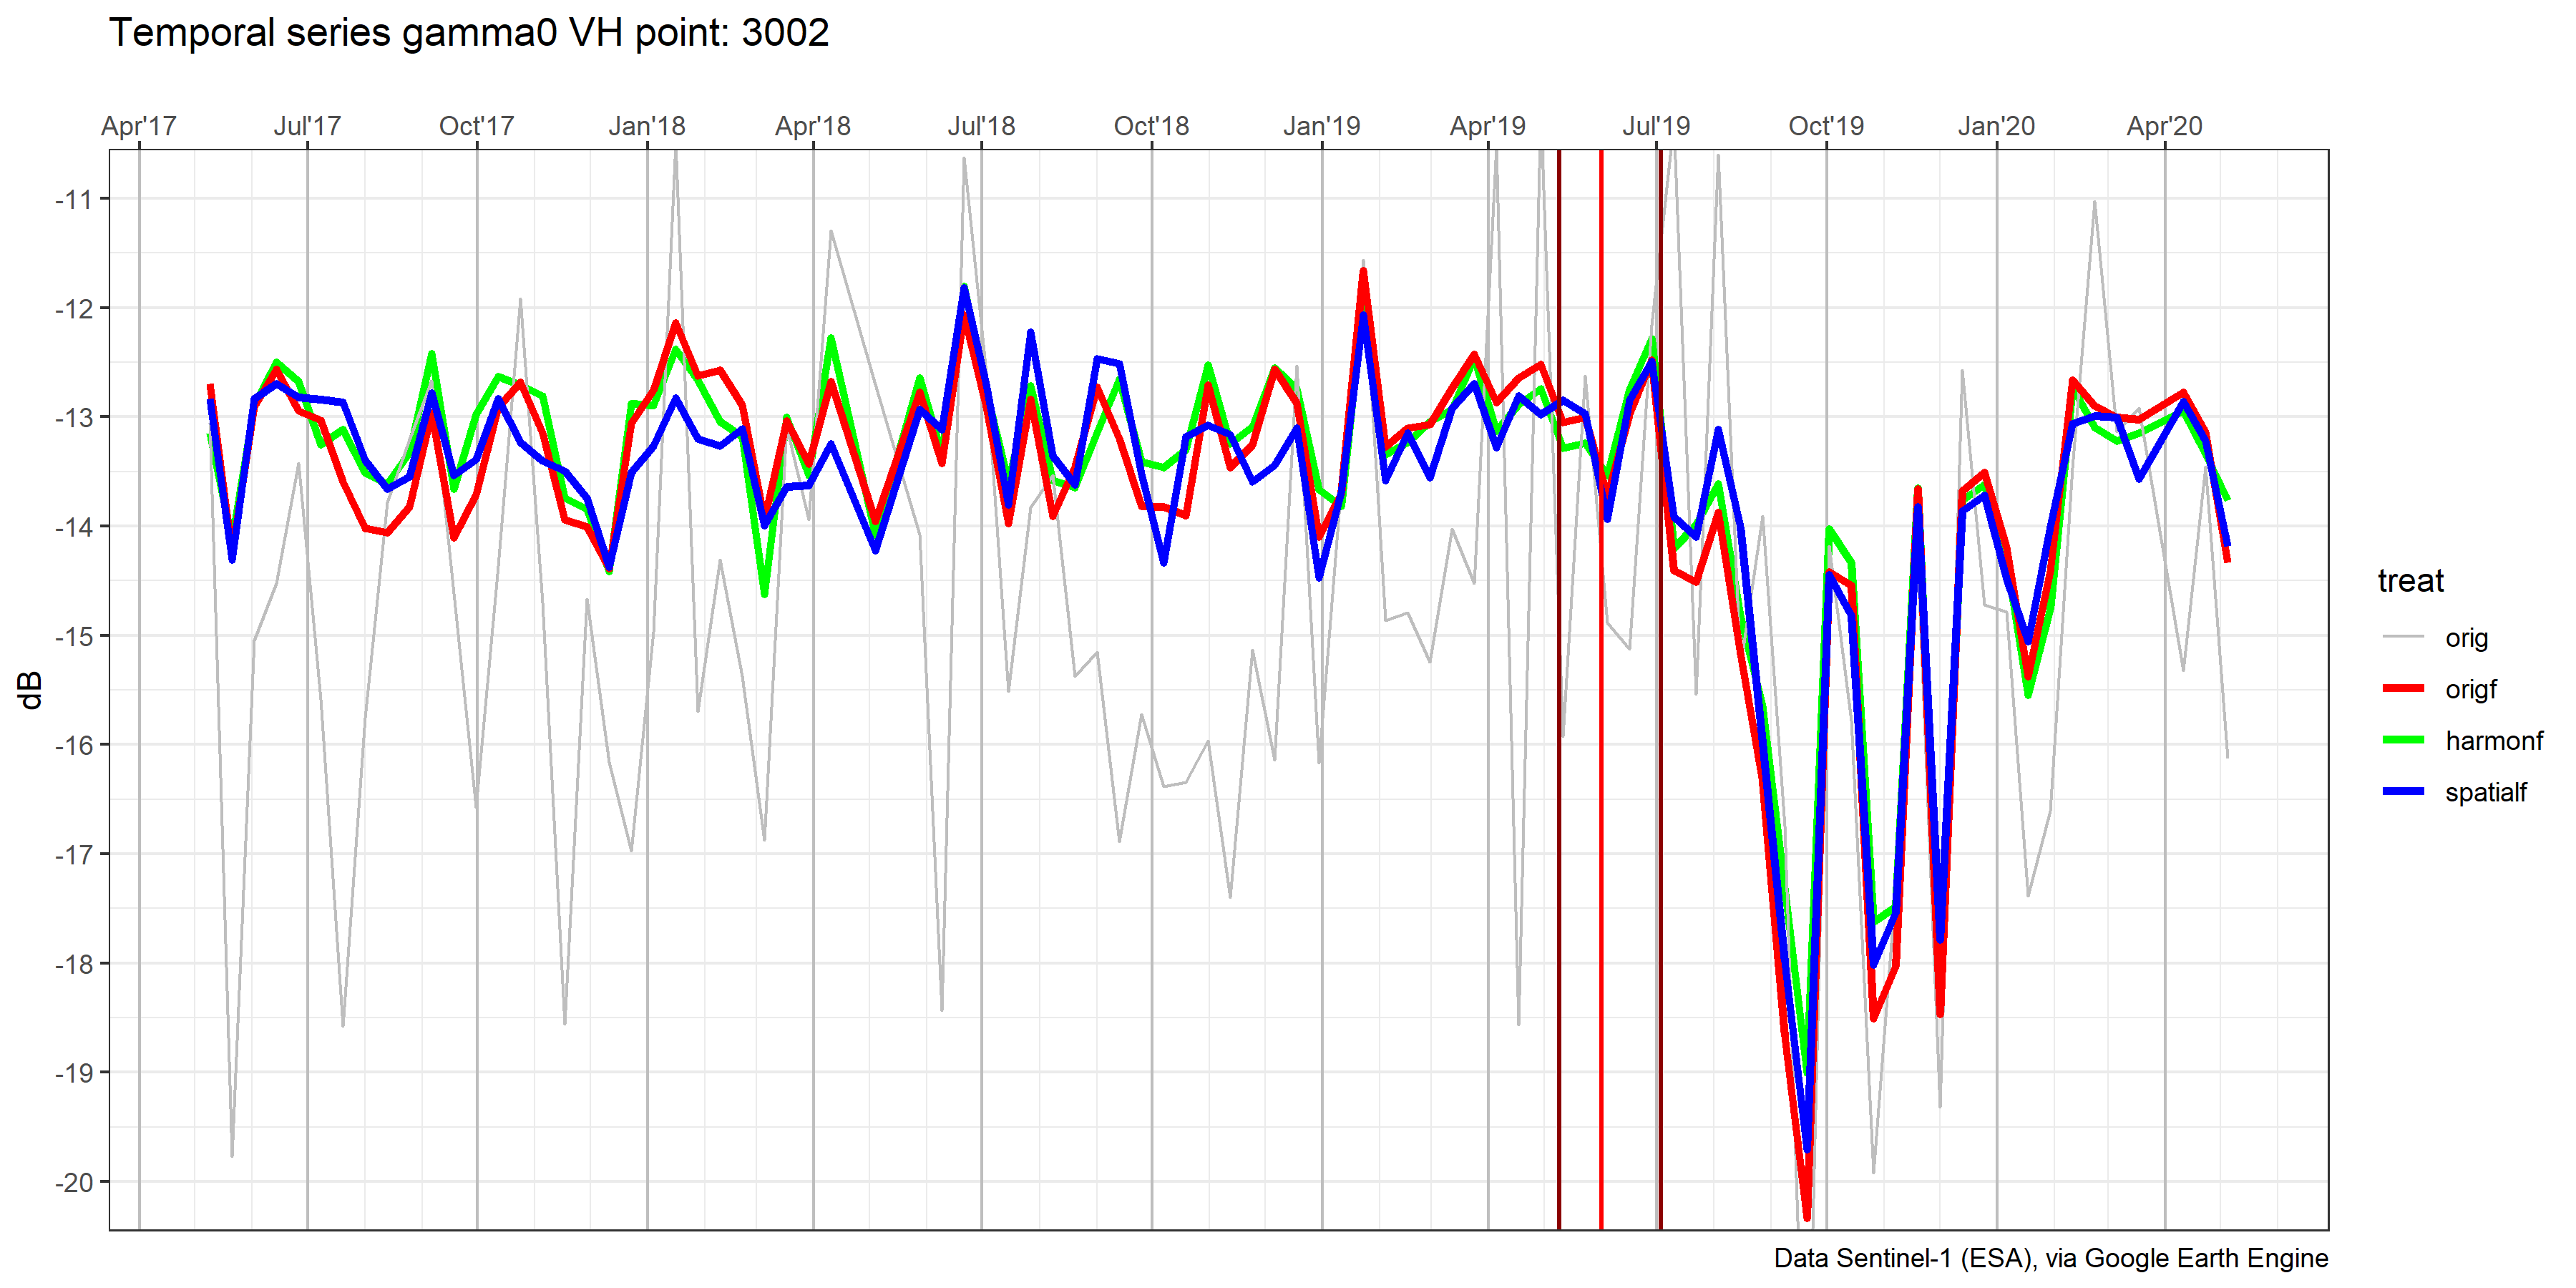 Temporal series gamma0 VH point: 3002
Apr'17 Jul'17 Oct'17 Jan'18 Apr'18 Jul'18 Oct'18 Jan'19 Apr'19 Jul'19 Oct'19 Jan'20 Apr'20
-11
-12
-13
-14
-15
-16
-17
-18
-19
-20
dB
treat
orig
origf
harmonf
spatialf
Data Sentinel-1 (ESA), via Google Earth Engine